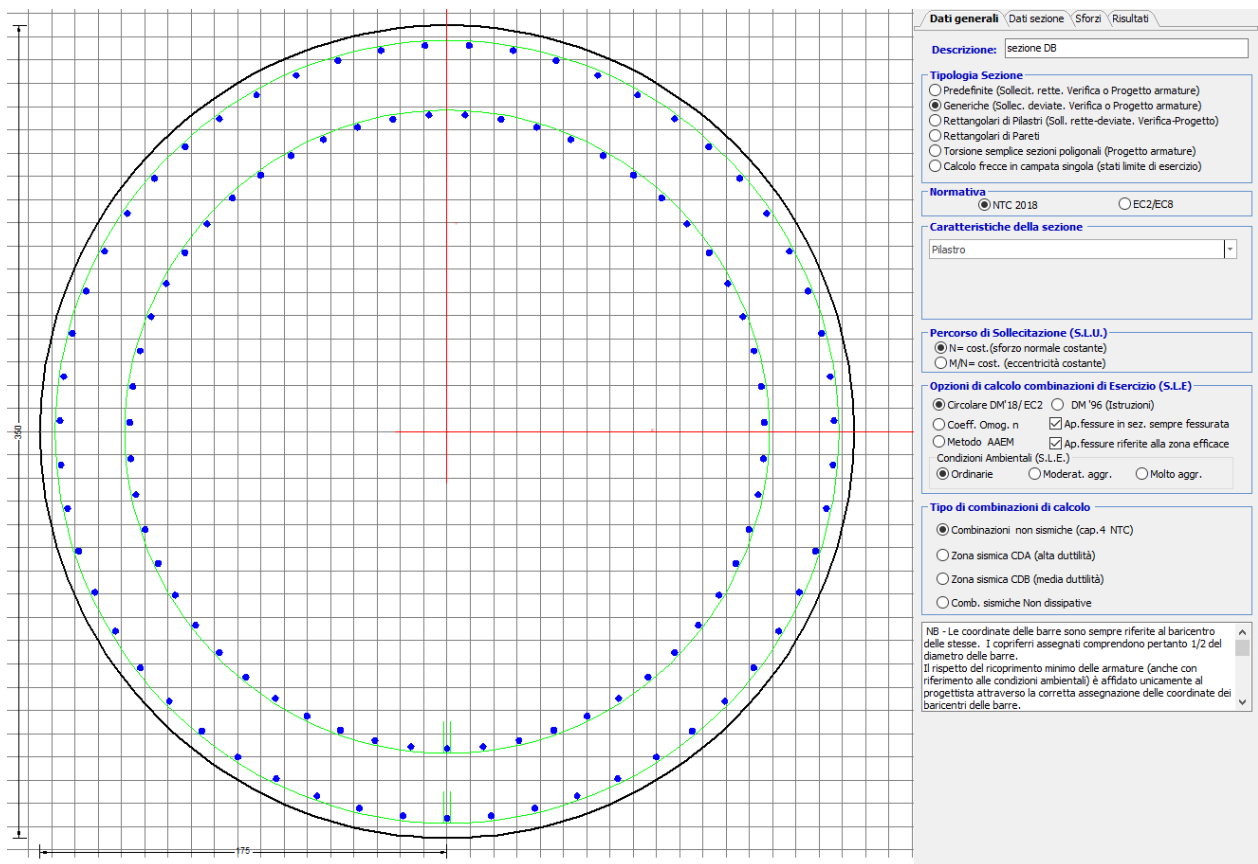 350
175
Dati generali Dati sezione Sforzi Risultati
Descrizione: sezione DB
Tipologia Sezione
Predefinite (Sollecit. rette. Verifica o Progetto armature)
Generiche (Sollec. deviate. Verifica o Progetto armature)
Rettangolari di Pilastri (Soll. rette-deviate. Verifica-Progetto)
Rettangolari di Pareti
Torsione semplice sezioni poligonali (Progetto armature)
Calcolo frecce in campata singola (stati limite di esercizio)
Normativa
NTC 2018 EC2/EC8
Caratteristiche della sezione
Pilastro
Percorso di Sollecitazione (S.L.U.)
N= cost.(sforzo normale costante)
M/N= cost. (eccentricità costante)
Opzioni di calcolo combinazioni di Esercizio (S.L.E)
Circolare DM'18/ EC2 DM '96 (Istruzioni)
Coeff. Omog. n Ap.fessure in sez. sempre fessurata
Metodo AAEM Ap.fessure riferite alla zona efficace
Condizioni Ambientali (S.L.E.)
Ordinarie Moderat. aggr. Molto aggr.
Tipo di combinazioni di calcolo
Combinazioni non sismiche (cap.4 NTC)
Zona sismica CDA (alta duttilità)
Zona sismica CDB (media duttilità)
Comb. sismiche Non dissipative
NB - Le coordinate delle barre sono sempre riferite al baricentro
delle stesse. I copriferri assegnati comprendono pertanto 1/2 del
diametro delle barre.
Il rispetto del ricoprimento minimo delle armature (anche con
riferimento alle condizioni ambientali) è affidato unicamente al
progettista attraverso la corretta assegnazione delle coordinate dei
baricentri delle barre.